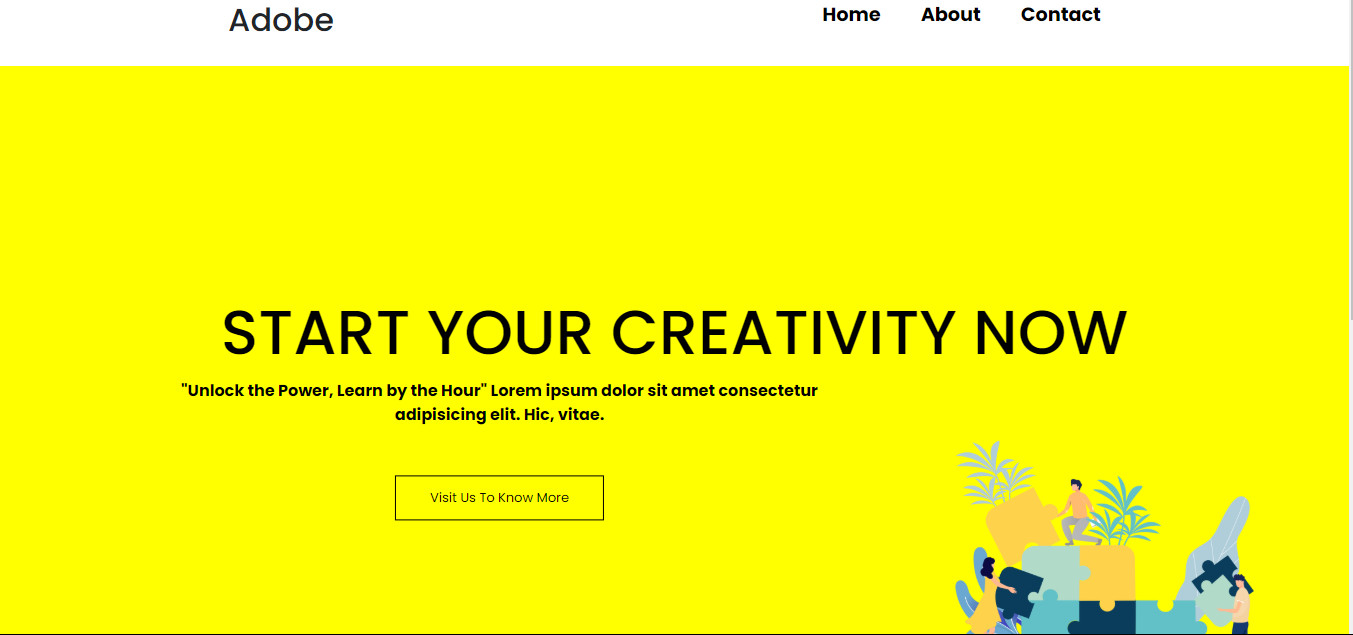 Adobe
Home About Contact
START YOUR CREATIVITY NOW
"Unlock the Power, Learn by the Hour" Lorem ipsum dolor sit amet consectetur
adipisicing elit. Hic, vitae.
Visit Us To Know More